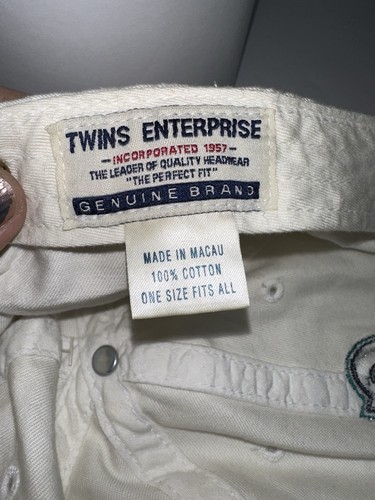 TWINS ENTERPRISE
- INCORPORATED 1957 -
THE LEADER OF QUALITY HEADWEAR
"THE PERFECT FIT"
GENUINE BRAND
MADE IN MACAU
100% COTTON
ONE SIZE FITS ALL